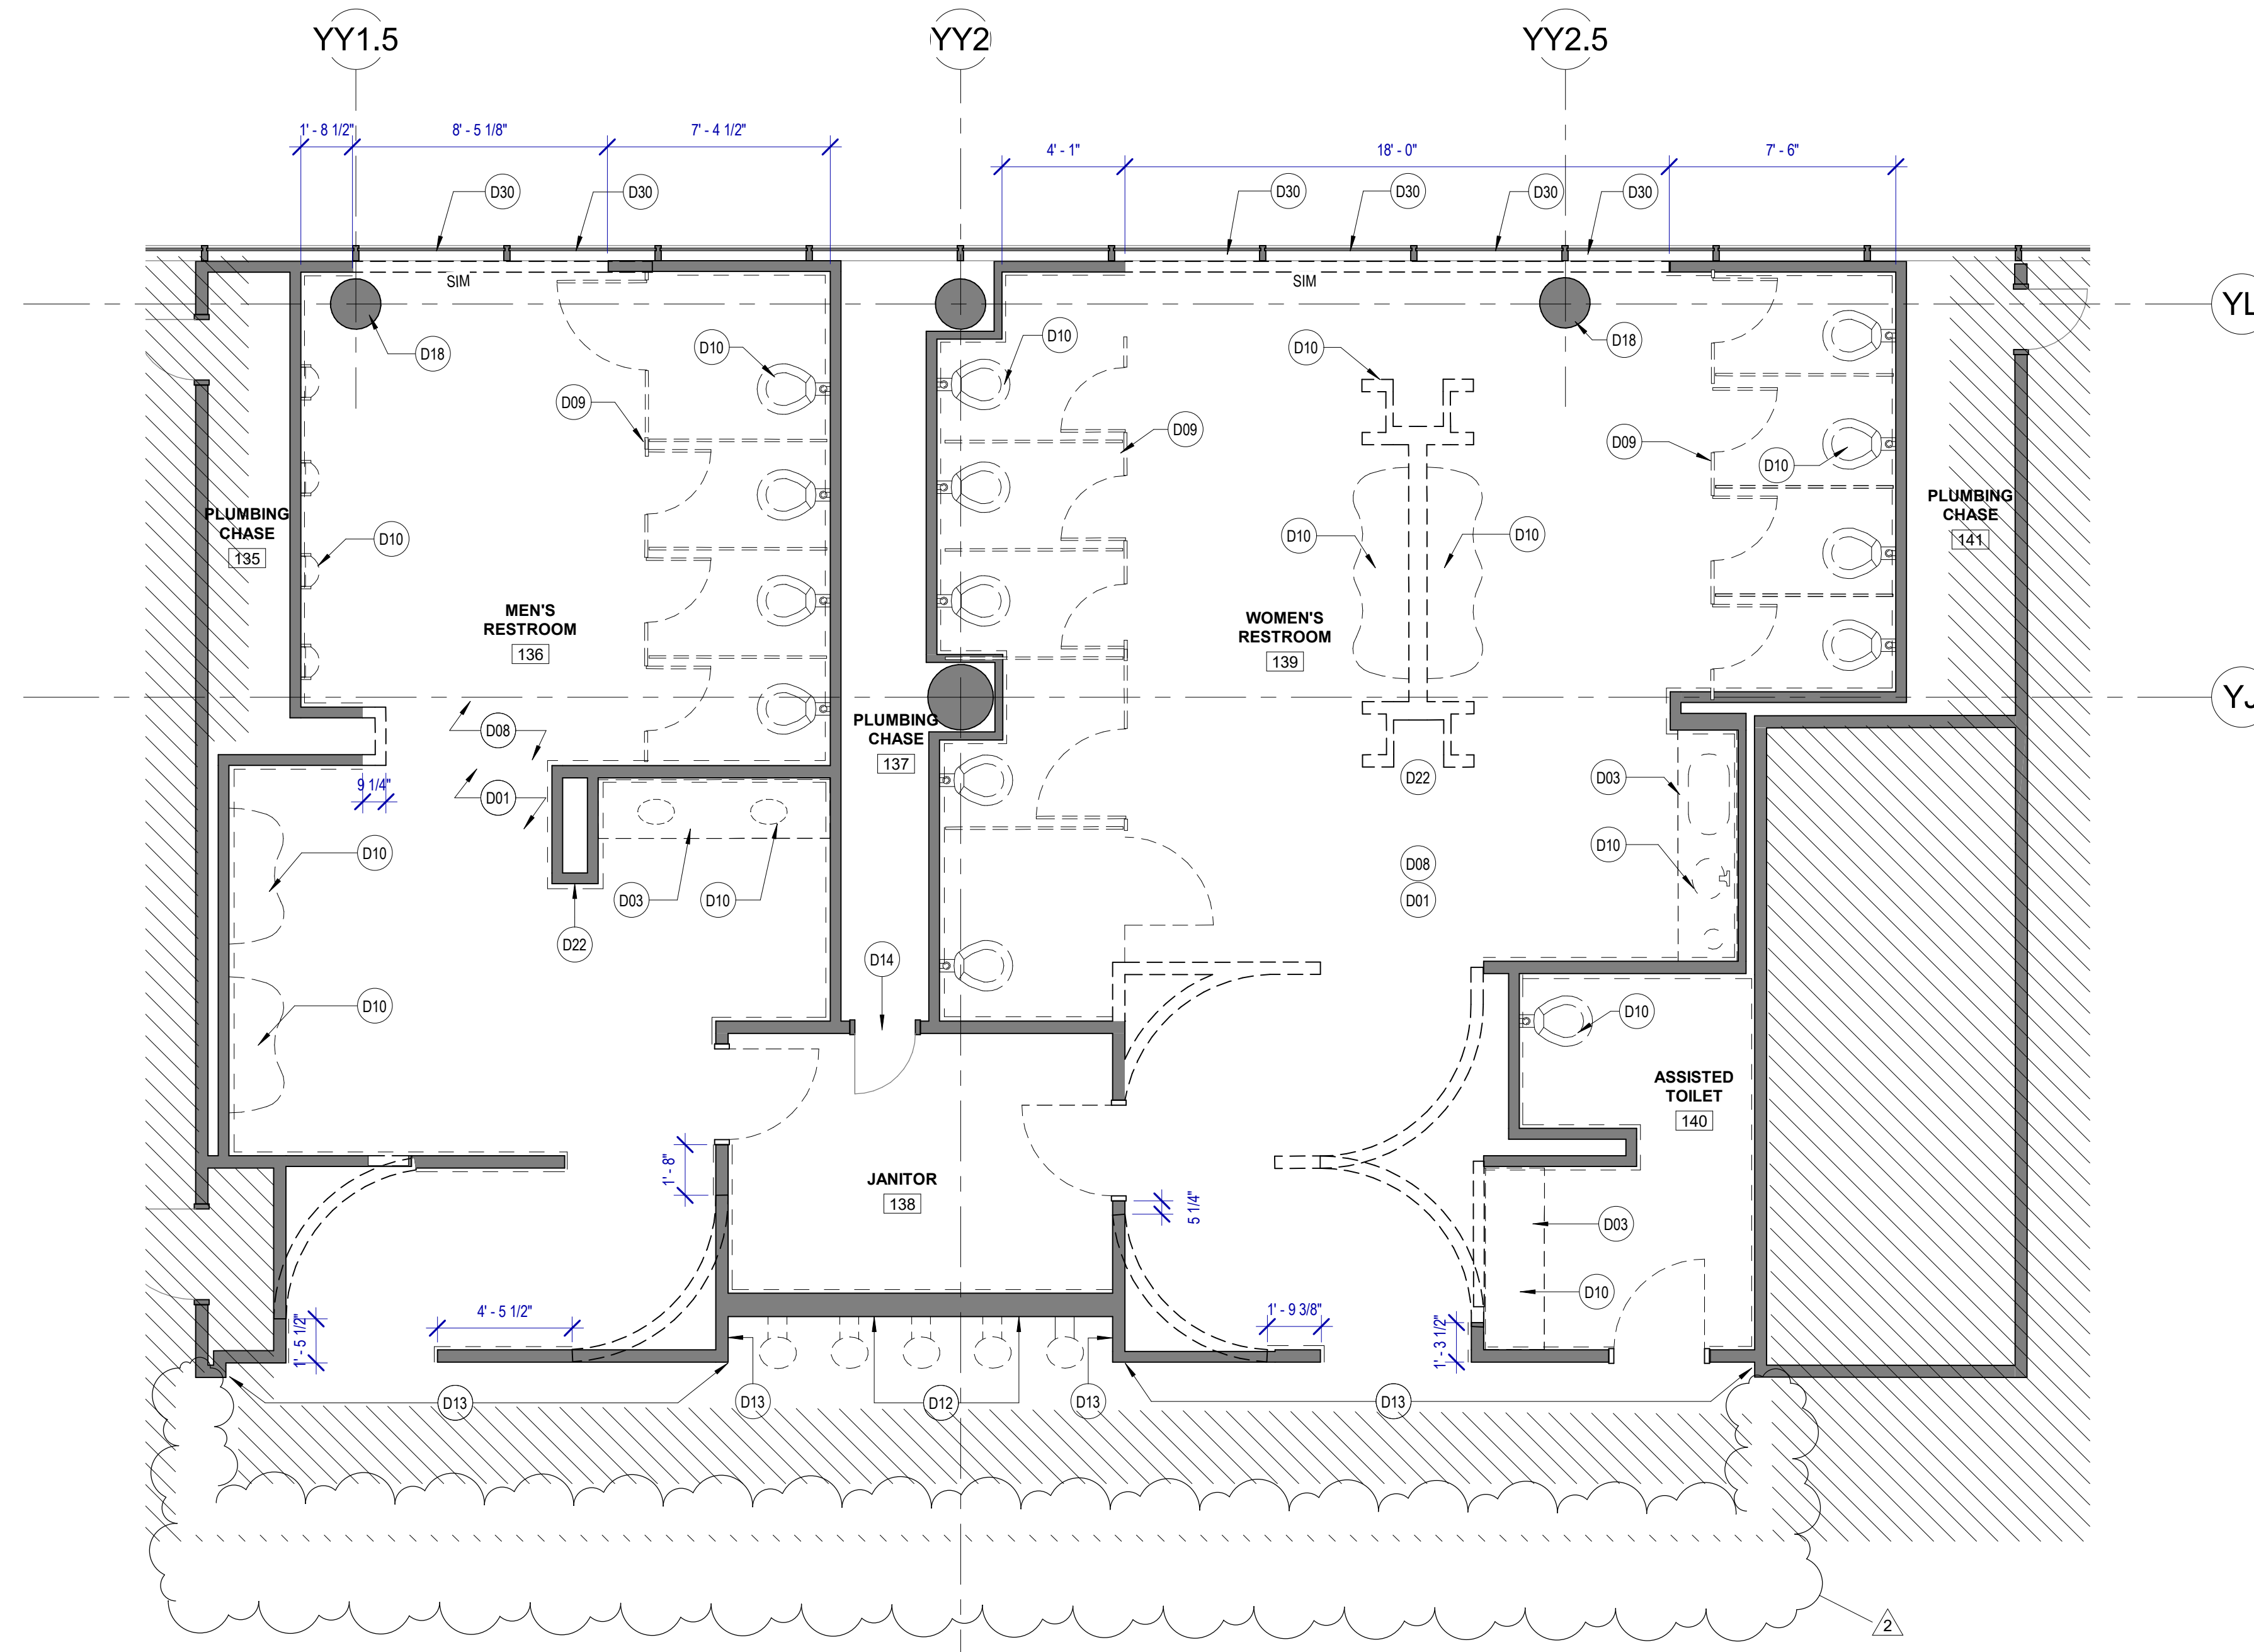 YY1.5
YY2
YY2.5
1' - 8 1/2"
8' - 5 1/8"
7' - 4 1/2"
4' - 1"
18' - 0"
7' - 6"
D30
D30
D30
D30
D30
D30
SIM
SIM
YL
D18
D10
D10
D10
D18
D09
D09
D09
D10
PLUMBING
CHASE
135
D10
D10
D10
PLUMBING
CHASE
141
MEN'S
RESTROOM
136
WOMEN'S
RESTROOM
139
YJ
D08
PLUMBING
CHASE
137
9 1/4"
D01
D22
D03
D10
D10
D08
D03
D10
D01
D22
D14
D10
D10
ASSISTED
TOILET
140
1' - 8"
JANITOR
138
5 1/4"
D03
D10
1' - 5 1/2"
4' - 5 1/2"
1' - 9 3/8"
1' - 3 1/2"
D13
D13
D12
D13
D13
2